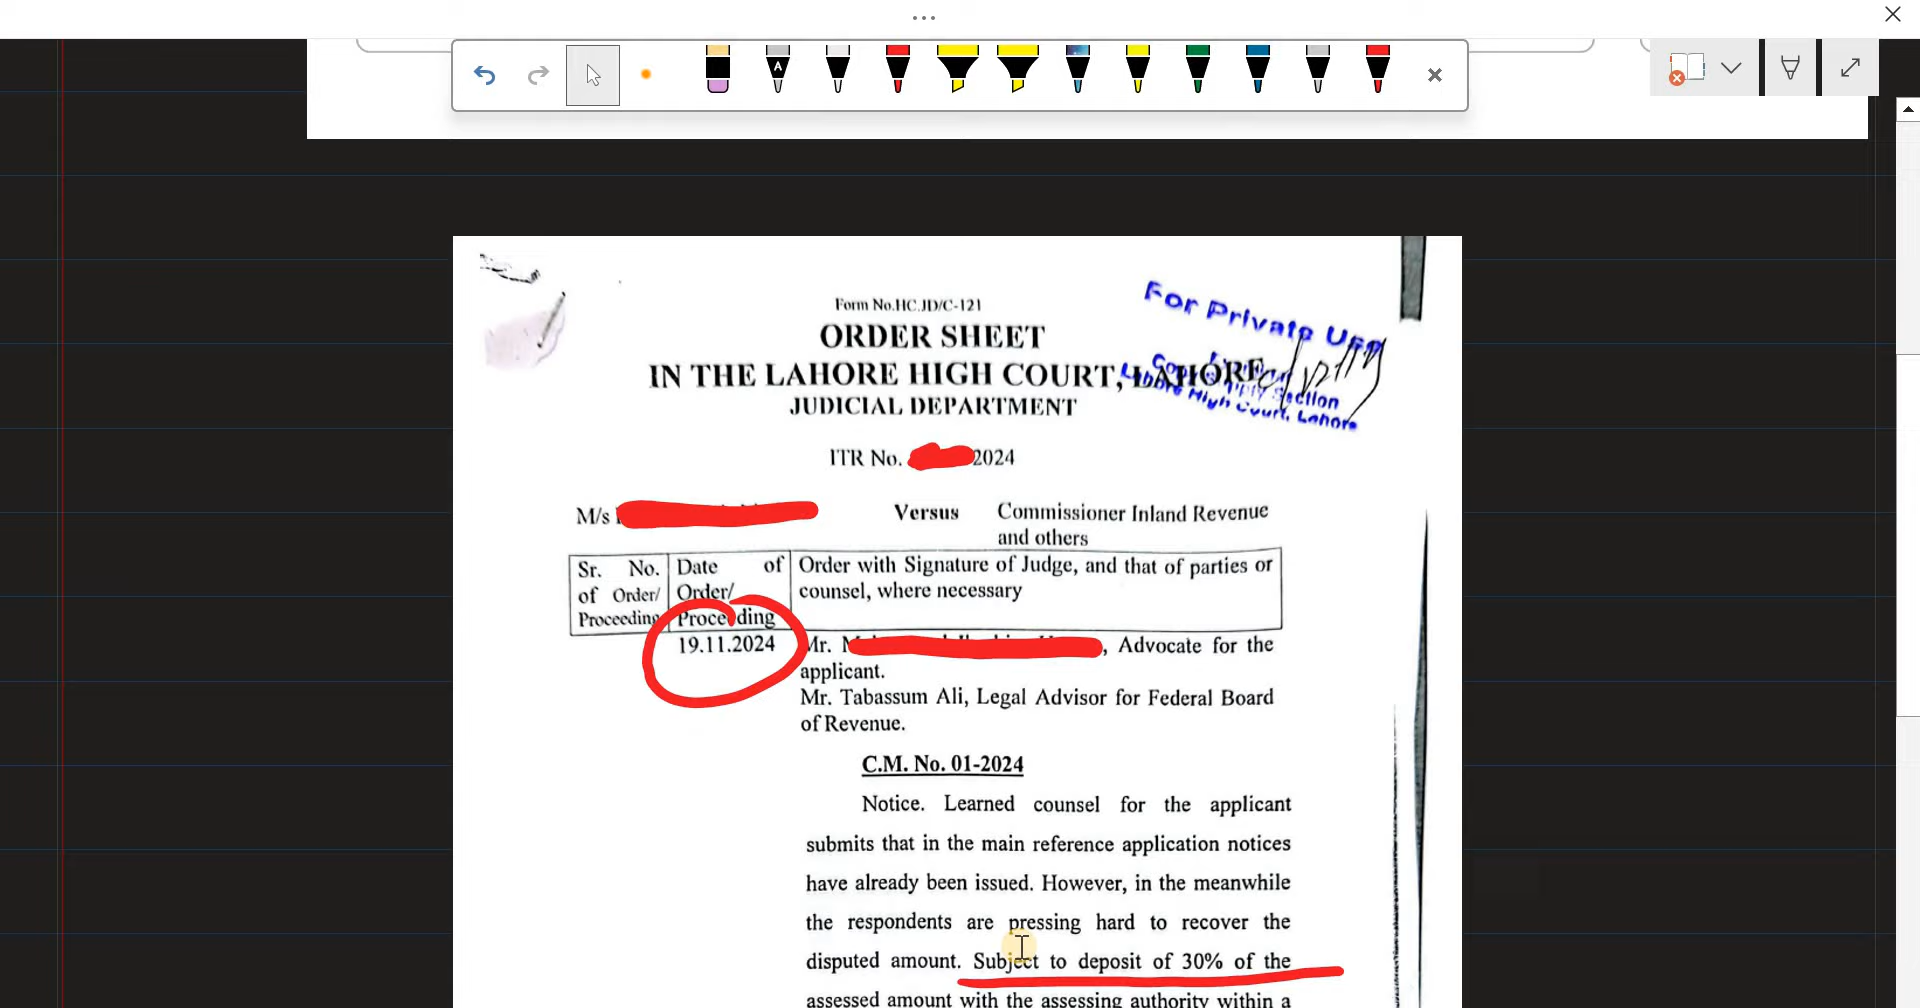 ...
A
Form No.HC.JD/C-121
ORDER SHEET
IN THE LAHORE HIGH COURT, LAHORE
JUDICIAL DEPARTMENT
For Private Use
Section
Lahore High Court, Lahore
ITR No. 2024
M/s Versus Commissioner Inland Revenue
and others
Sr. No. of Order/ Proceeding
Date of Order/ Proceeding
Order with Signature of Judge, and that of parties or
counsel, where necessary
19.11.2024
Mr. , Advocate for the
applicant.
Mr. Tabassum Ali, Legal Advisor for Federal Board
of Revenue.
C.M. No. 01-2024
Notice. Learned counsel for the applicant
submits that in the main reference application notices
have already been issued. However, in the meanwhile
the respondents are pressing hard to recover the
disputed amount. Subject to deposit of 30% of the
assessed amount with the assessing authority within a